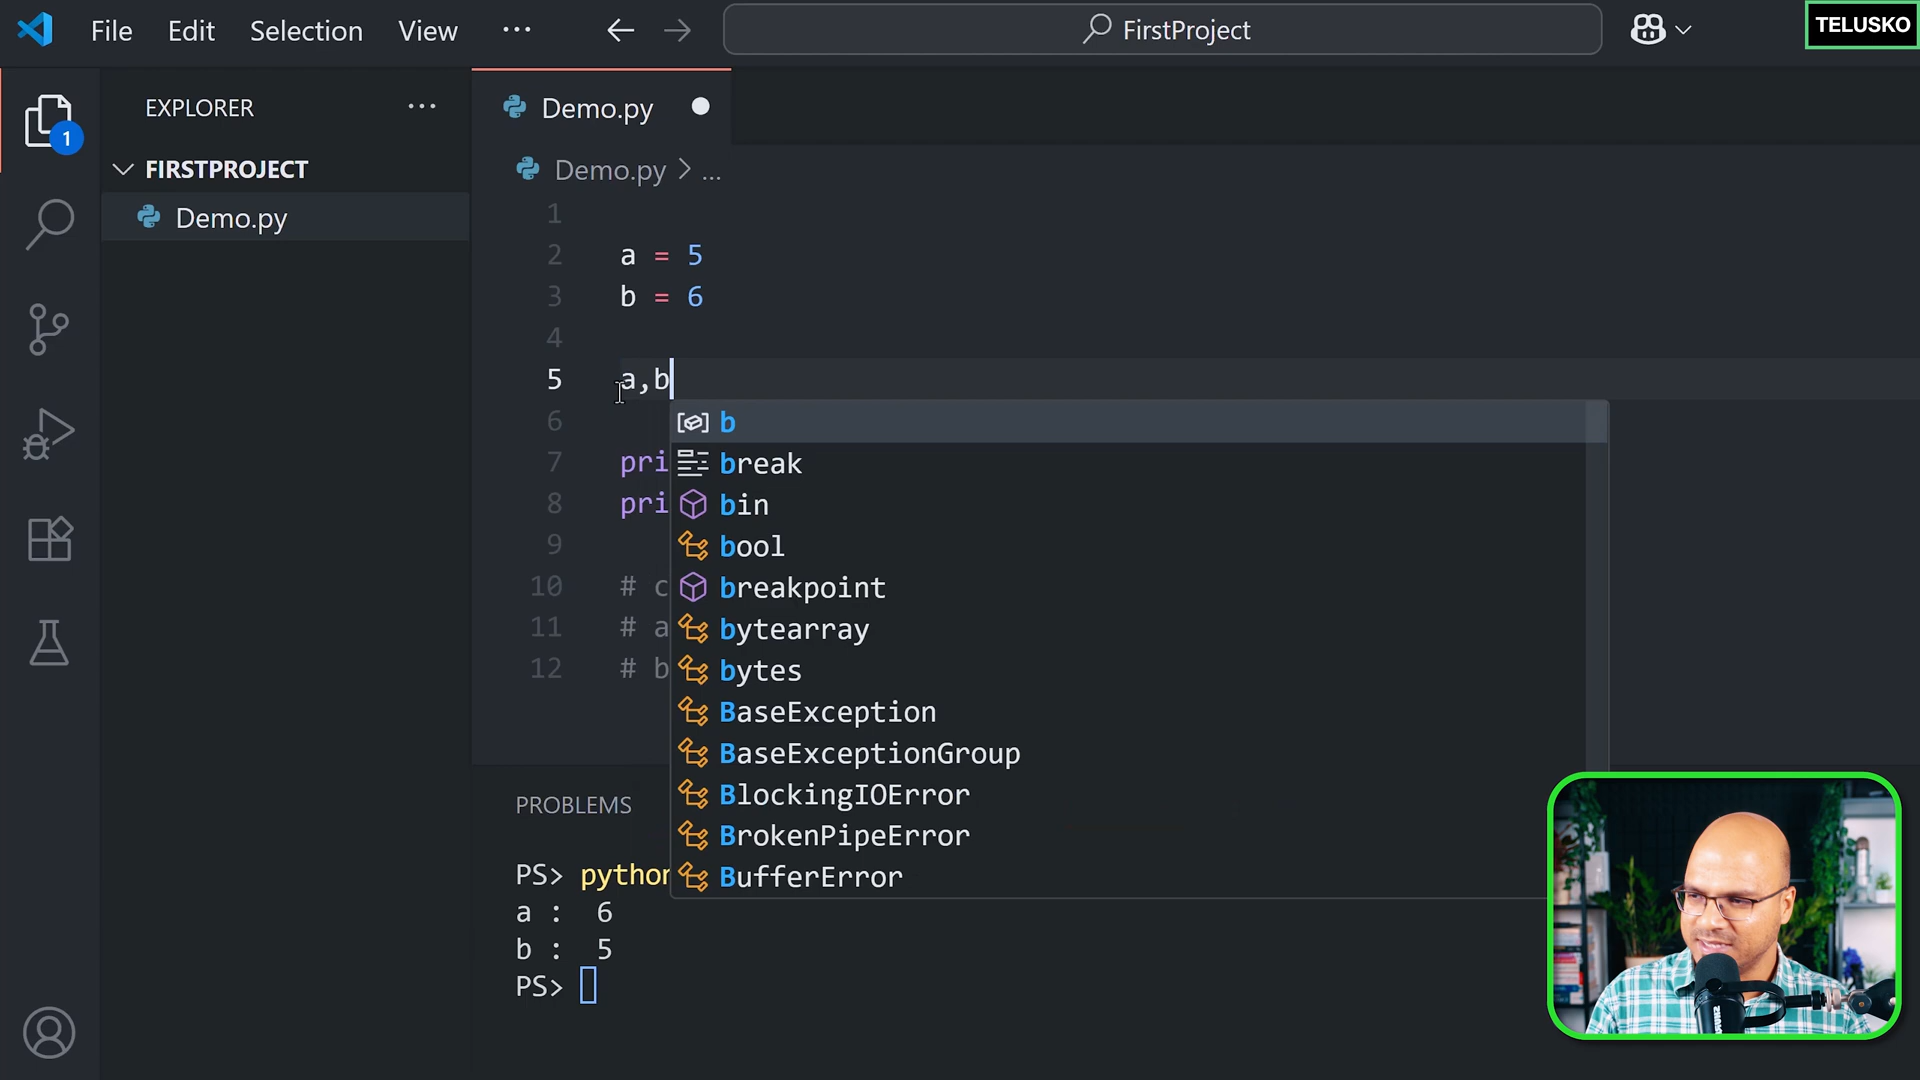 File Edit Selection View ··· FirstProject TELUSKO
EXPLORER ···
FIRSTPROJECT
Demo.py
1
Demo.py
Demo.py > ...
1
2 a = 5
3 b = 6
4
5 a,b
6
7 pri
8 pri
9
10 # c
11 # a
12 # b
b
break
bin
bool
breakpoint
bytearray
bytes
BaseException
BaseExceptionGroup
BlockingIOError
BrokenPipeError
BufferError
PROBLEMS
PS> python
a : 6
b : 5
PS>